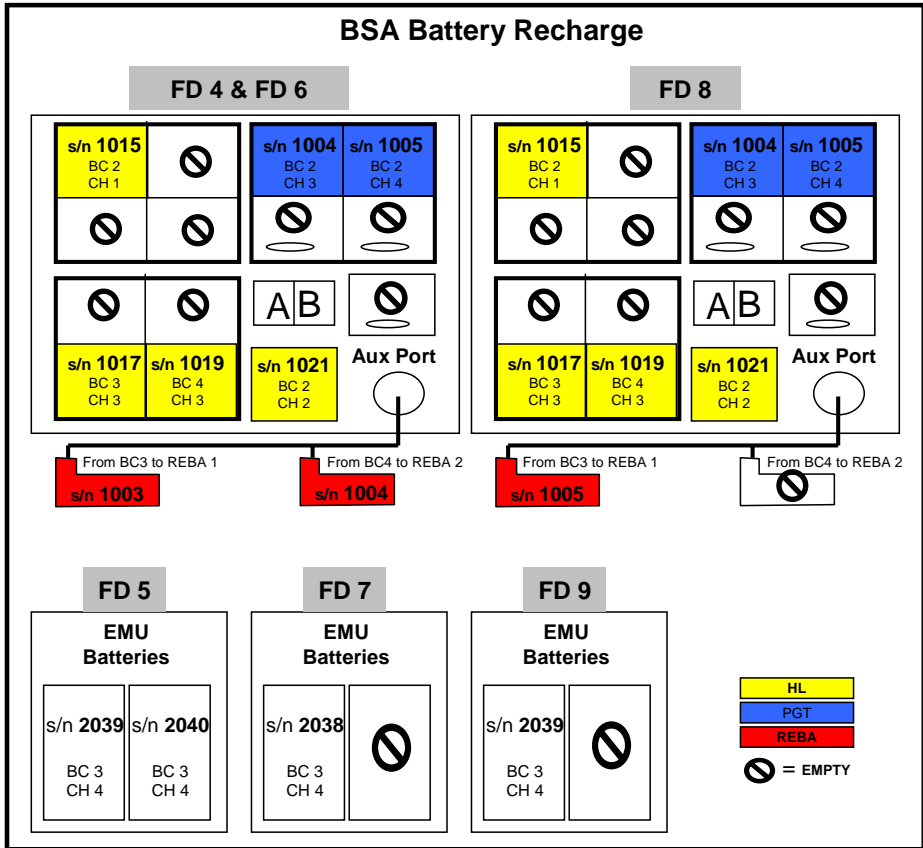 BSA Battery Recharge
FD 4 & FD 6
s/n 1015
BC 2
CH 1
s/n 1004
BC 2
CH 3
s/n 1005
BC 2
CH 4
A B
s/n 1017
BC 3
CH 3
s/n 1019
BC 4
CH 3
s/n 1021
BC 2
CH 2
Aux Port
From BC3 to REBA 1
s/n 1003
From BC4 to REBA 2
s/n 1004
FD 8
s/n 1015
BC 2
CH 1
s/n 1004
BC 2
CH 3
s/n 1005
BC 2
CH 4
A B
s/n 1017
BC 3
CH 3
s/n 1019
BC 4
CH 3
s/n 1021
BC 2
CH 2
Aux Port
From BC3 to REBA 1
s/n 1005
From BC4 to REBA 2
FD 5
EMU
Batteries
s/n 2039
BC 3
CH 4
s/n 2040
BC 3
CH 4
FD 7
EMU
Batteries
s/n 2038
BC 3
CH 4
FD 9
EMU
Batteries
s/n 2039
BC 3
CH 4
HL
PGT
REBA
= EMPTY